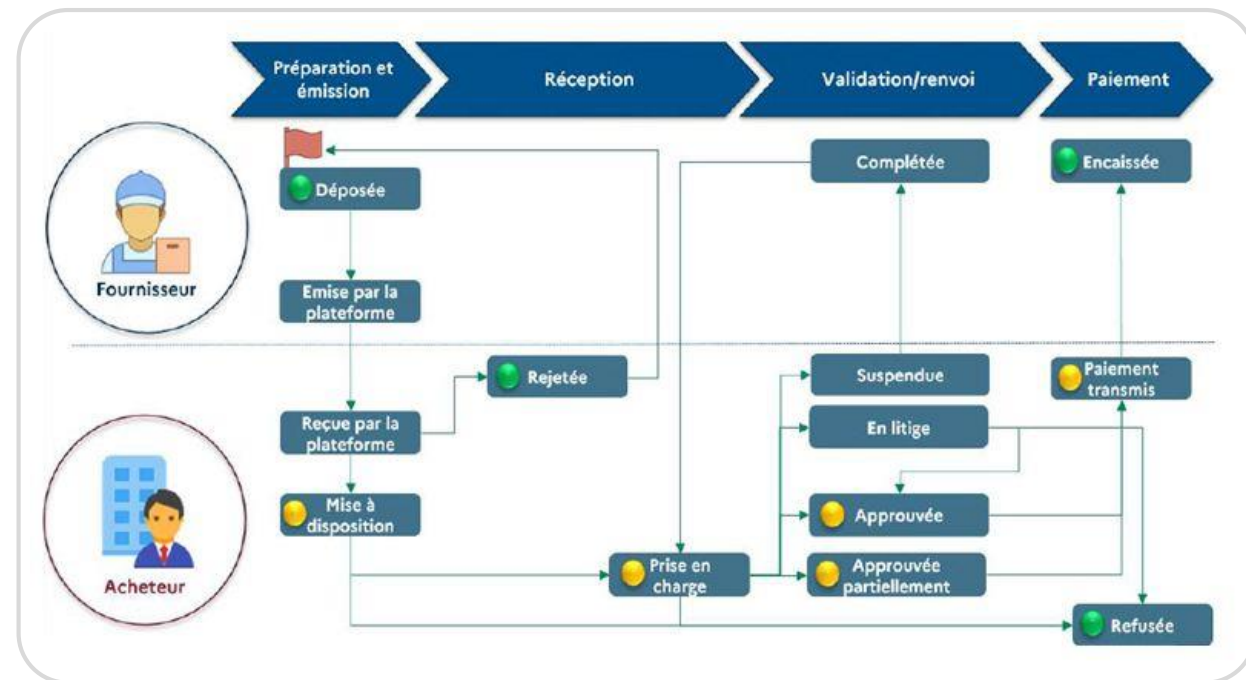 Préparation et
émission
Réception
Validation/renvoi
Paiement
Déposée
Complétée
Encaissée
Fournisseur
Emise par la
plateforme
Rejetée
Suspendue
Paiement
transmis
Reçue par la
plateforme
En litige
Mise à
disposition
Approuvée
Acheteur
Prise en
charge
Approuvée
partiellement
Refusée